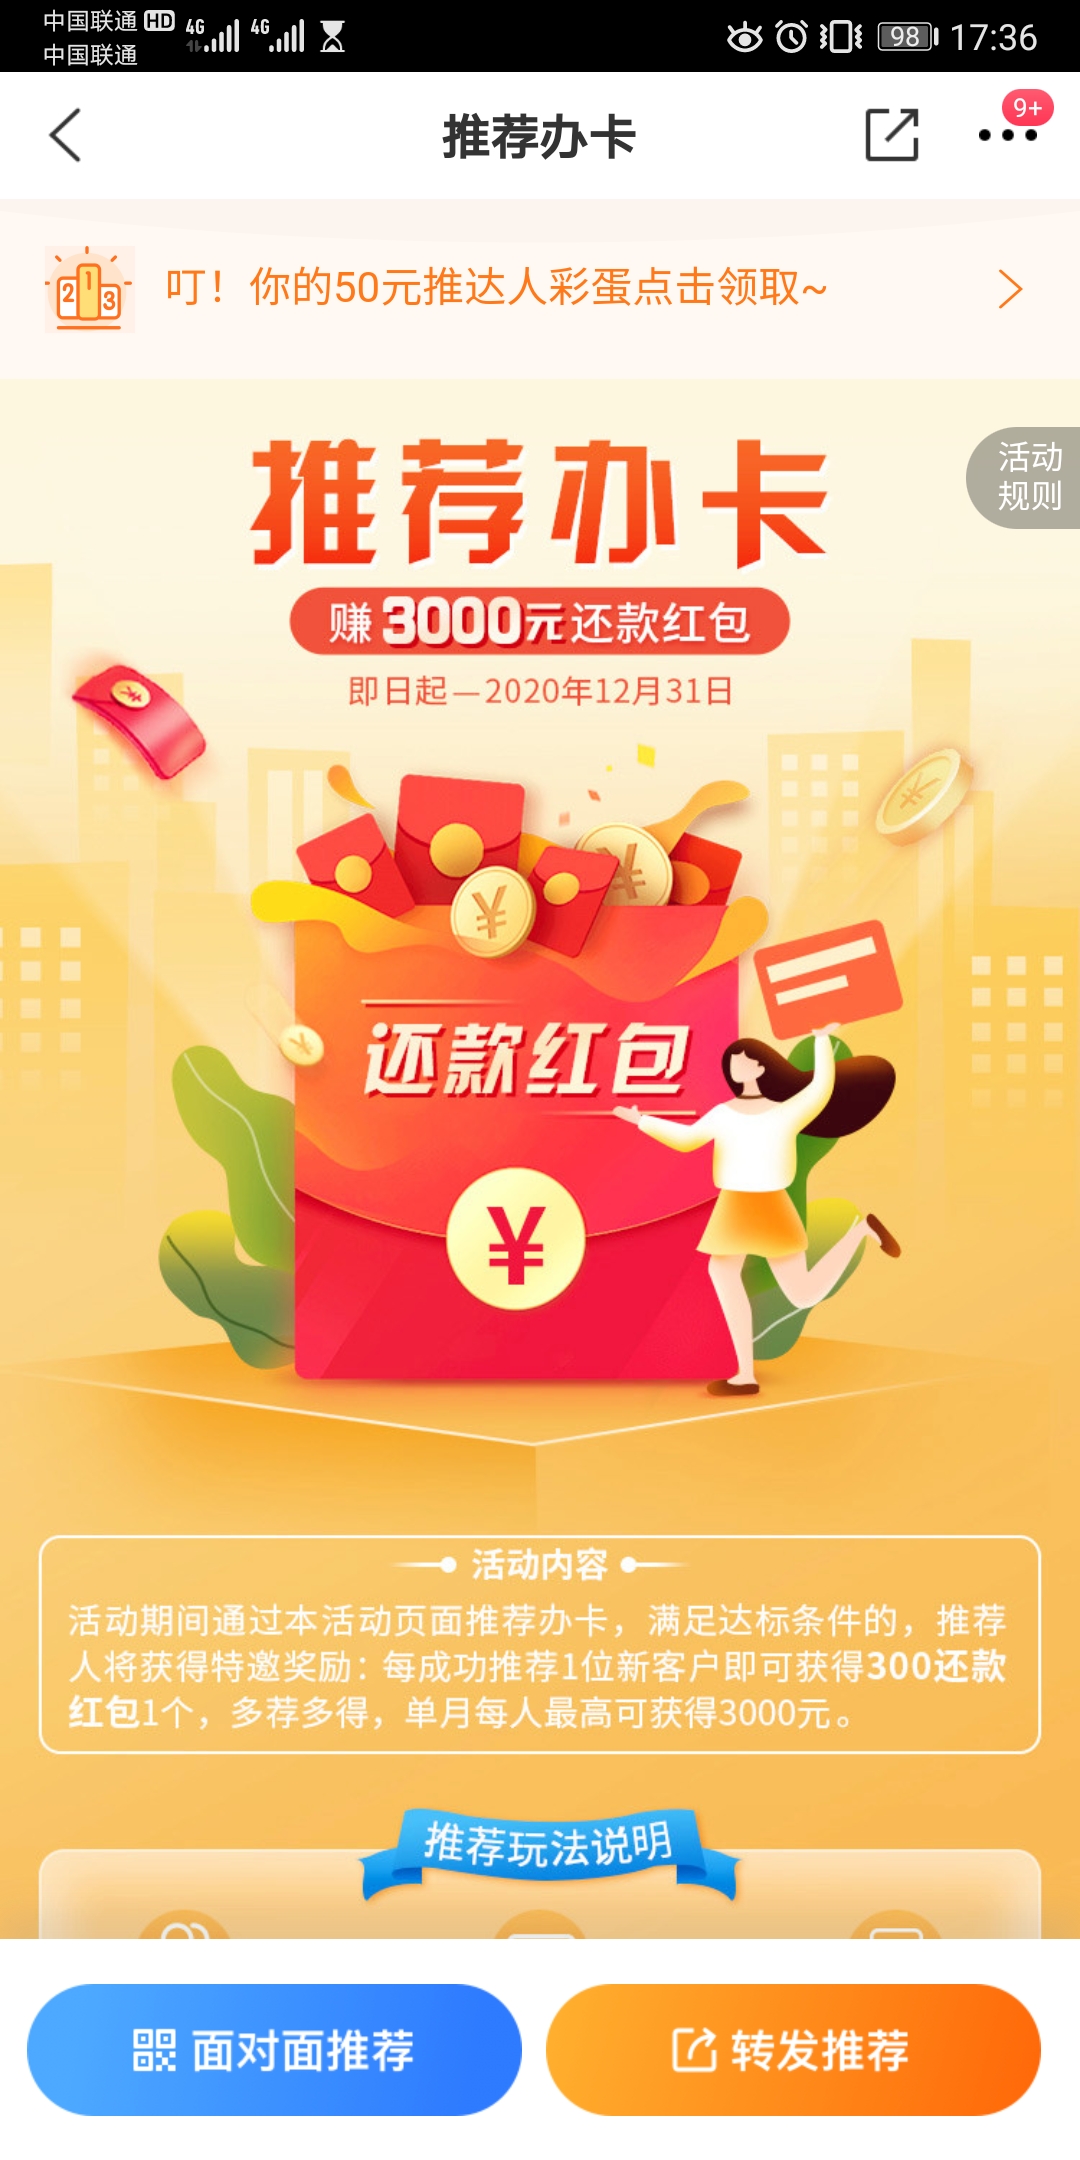 中国联通 HD 4G 4G 98 17:36
中国联通
推荐办卡
9+
叮！你的50元推达人彩蛋点击领取~
2 1 3
活动
规则
推荐办卡
赚3000元还款红包
即日起—2020年12月31日
¥
¥
¥
¥
还款红包
¥
¥
活动内容
活动期间通过本活动页面推荐办卡，满足达标条件的，推荐
人将获得特邀奖励：每成功推荐1位新客户即可获得300还款
红包1个，多荐多得，单月每人最高可获得3000元。
推荐玩法说明
面对面推荐
转发推荐